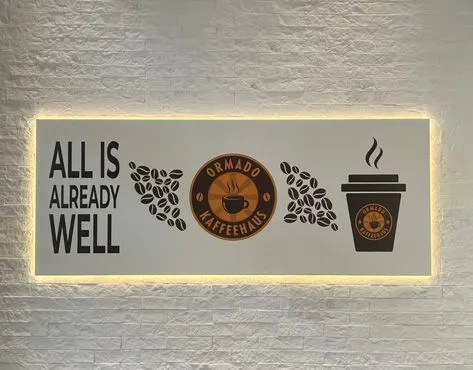 ALL IS
ALREADY
WELL
ORMADO
KAFFEEHAUS
ORMADO
KAFFEEHAUS